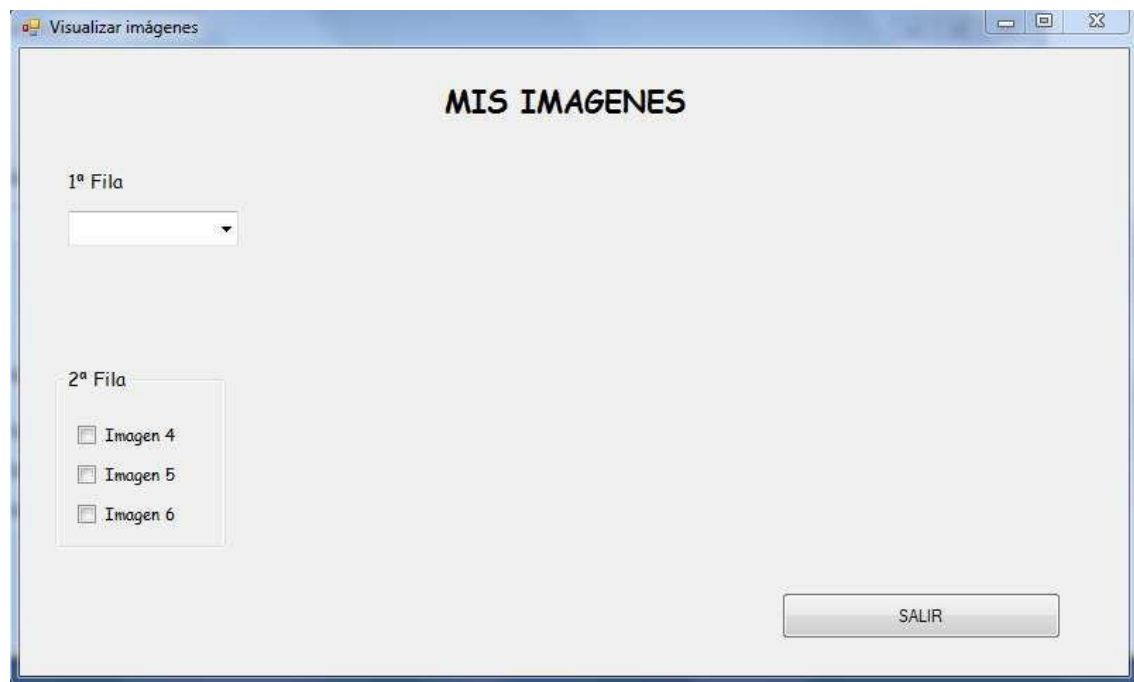 Visualizar imágenes
MIS IMAGENES
1ª Fila
2ª Fila
Imagen 4
Imagen 5
Imagen 6
SALIR